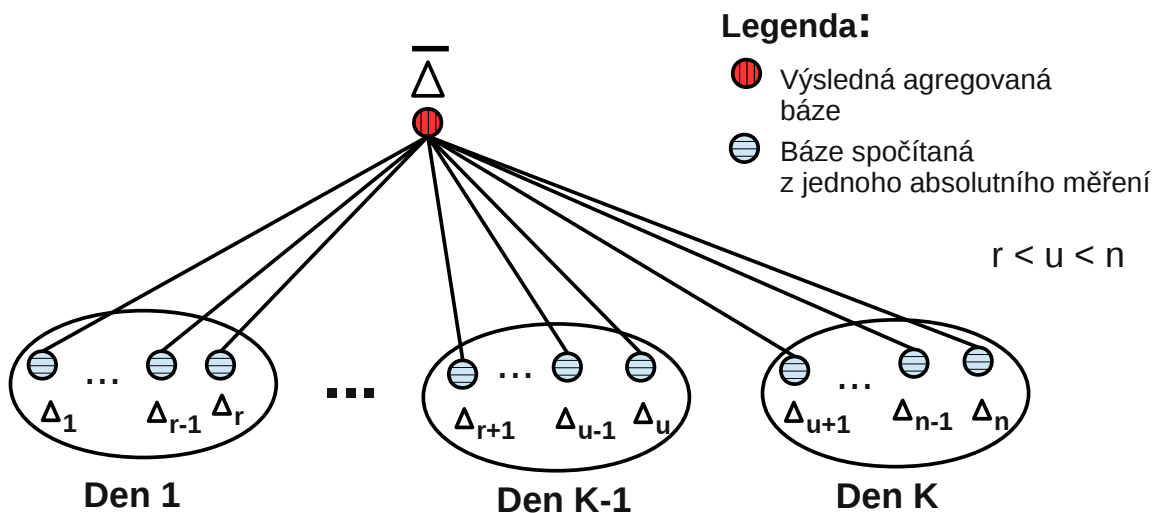 Legenda:
Výsledná agregovaná
báze
Báze spočítaná
z jednoho absolutního měření
r < u < n
Δ̅
... ... ... ...
Δ1 Δr-1 Δr Δr+1 Δu-1 Δu Δu+1 Δn-1 Δn
Den 1 Den K-1 Den K